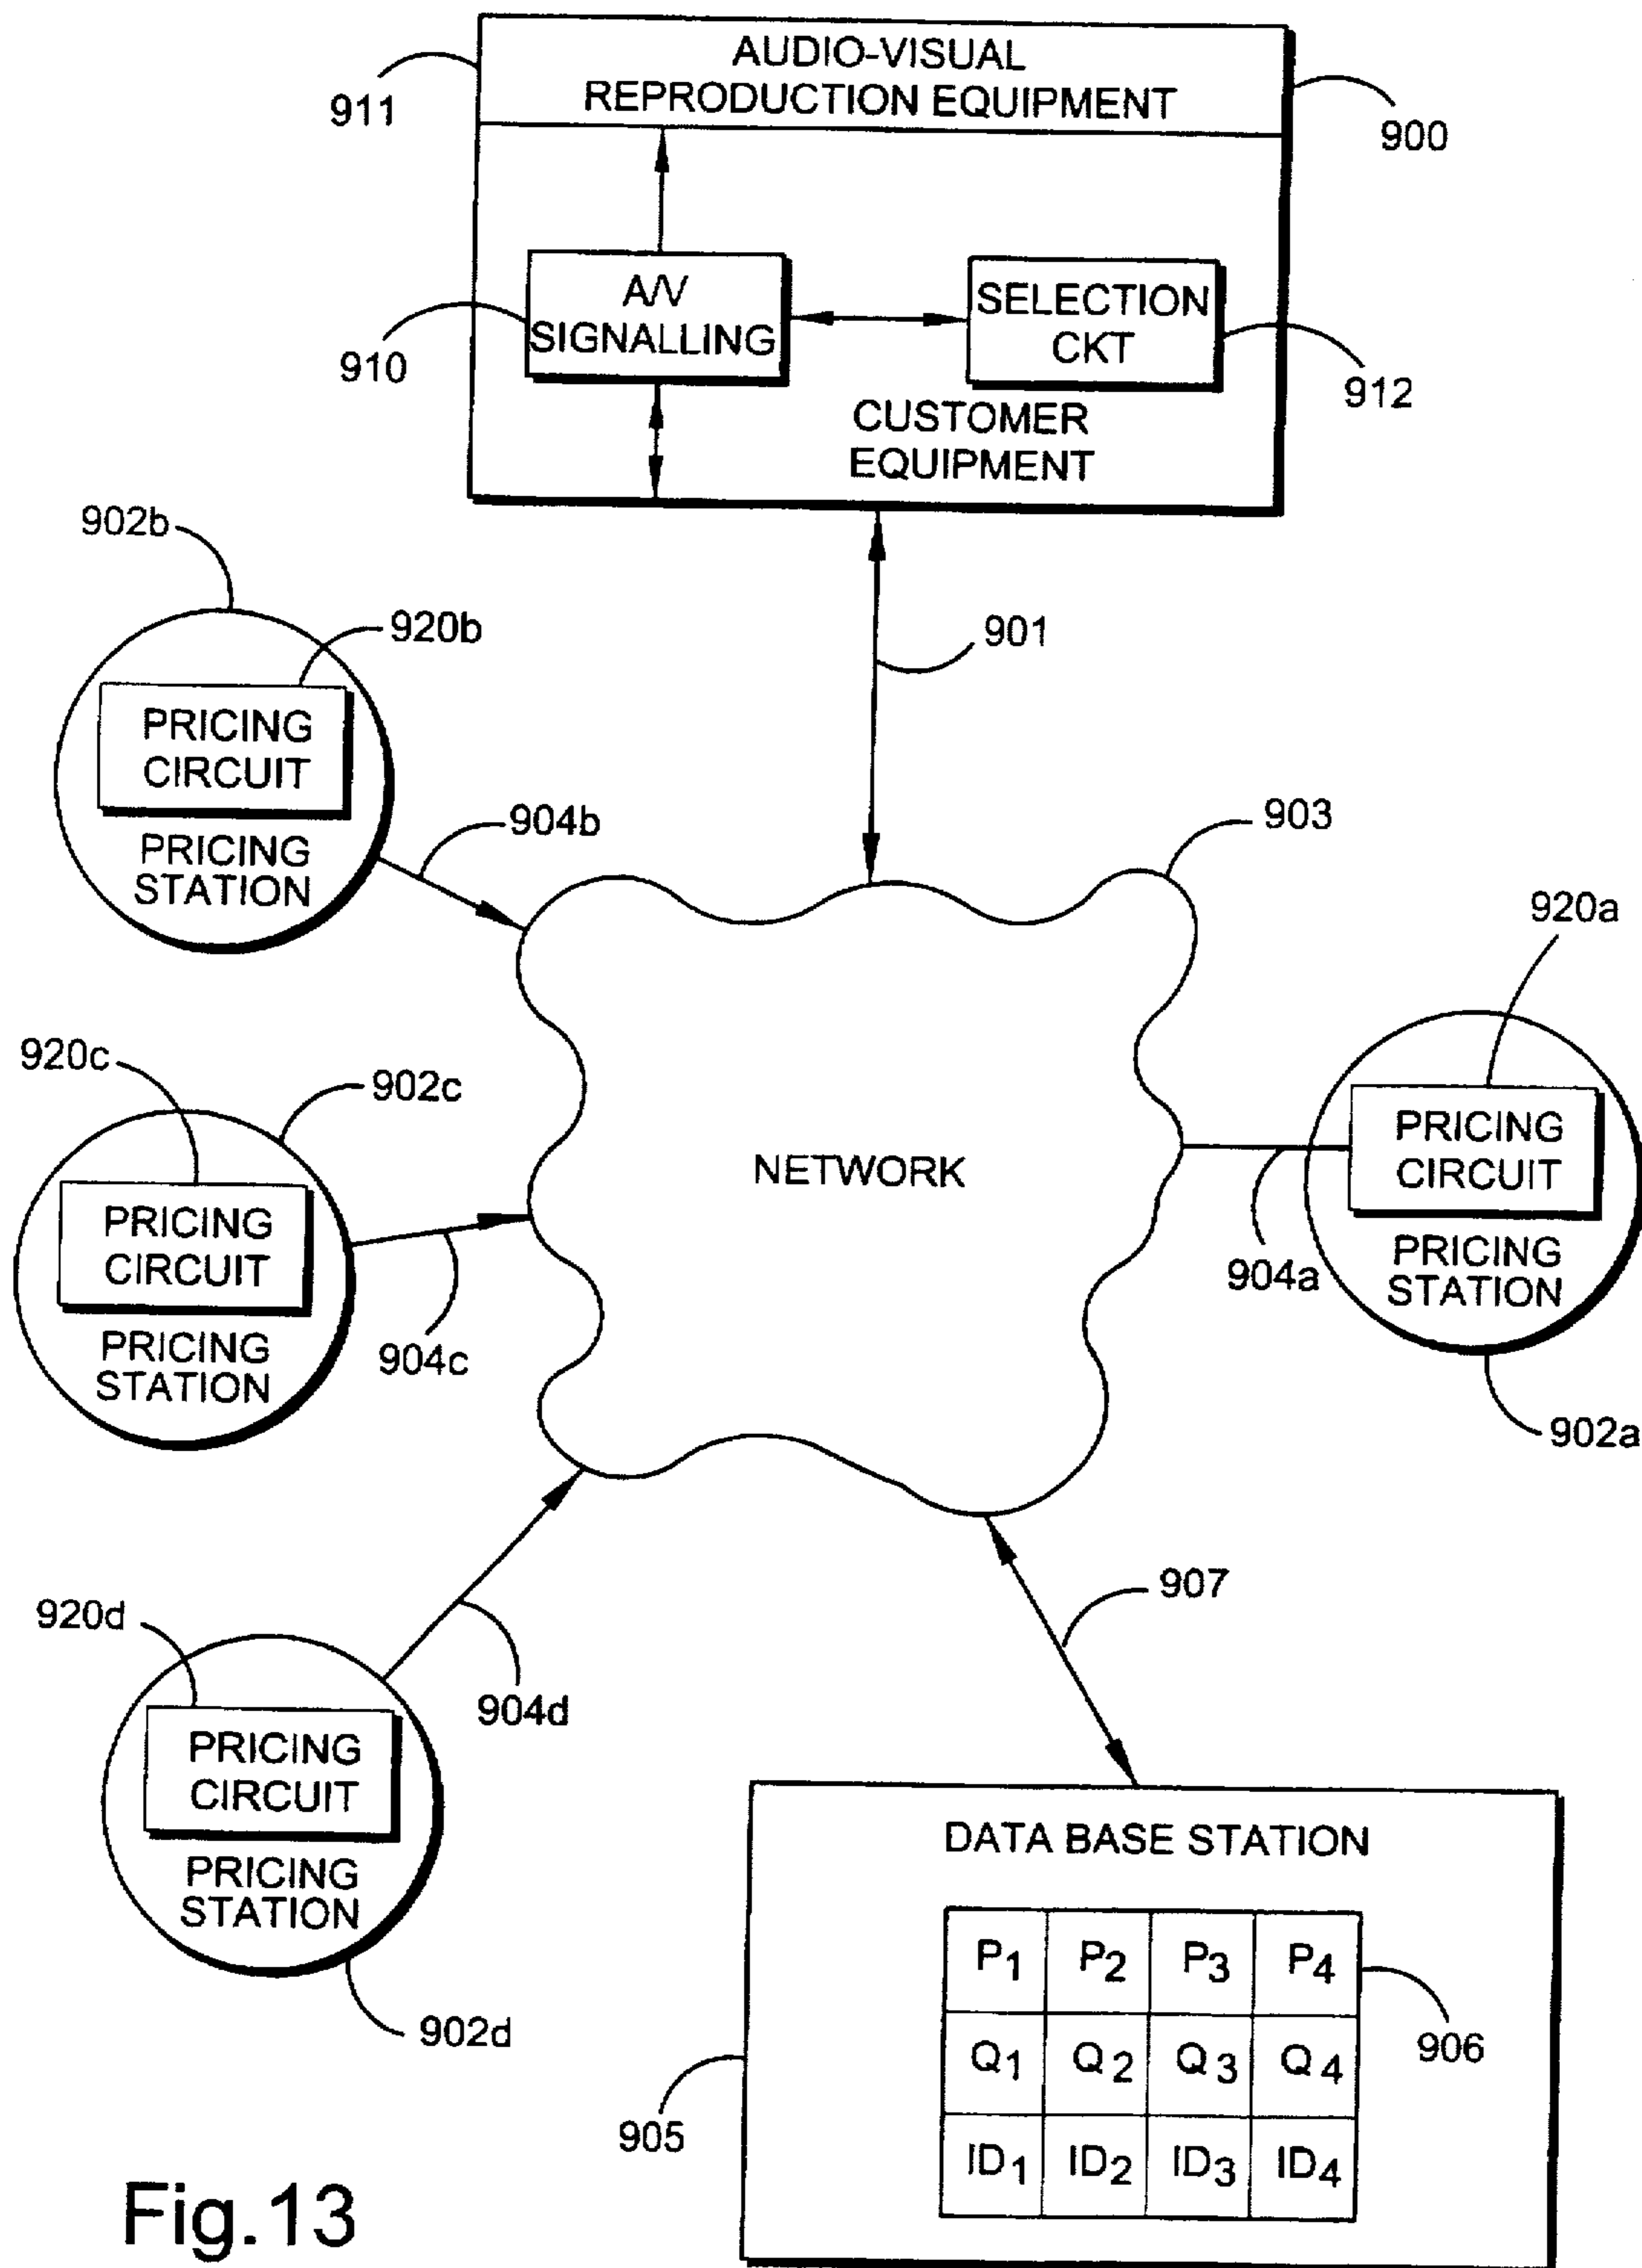 AUDIO-VISUAL
REPRODUCTION EQUIPMENT
911
900
A/V
SIGNALLING
SELECTION
CKT
910
912
CUSTOMER
EQUIPMENT
902b
920b
901
PRICING
CIRCUIT
PRICING
STATION
904b
903
920a
920c
902c
PRICING
CIRCUIT
PRICING
STATION
904c
NETWORK
PRICING
CIRCUIT
PRICING
STATION
904a
902a
920d
904d
907
PRICING
CIRCUIT
PRICING
STATION
902d
DATA BASE STATION
P1 P2 P3 P4
Q1 Q2 Q3 Q4
ID1 ID2 ID3 ID4
906
905
Fig.13